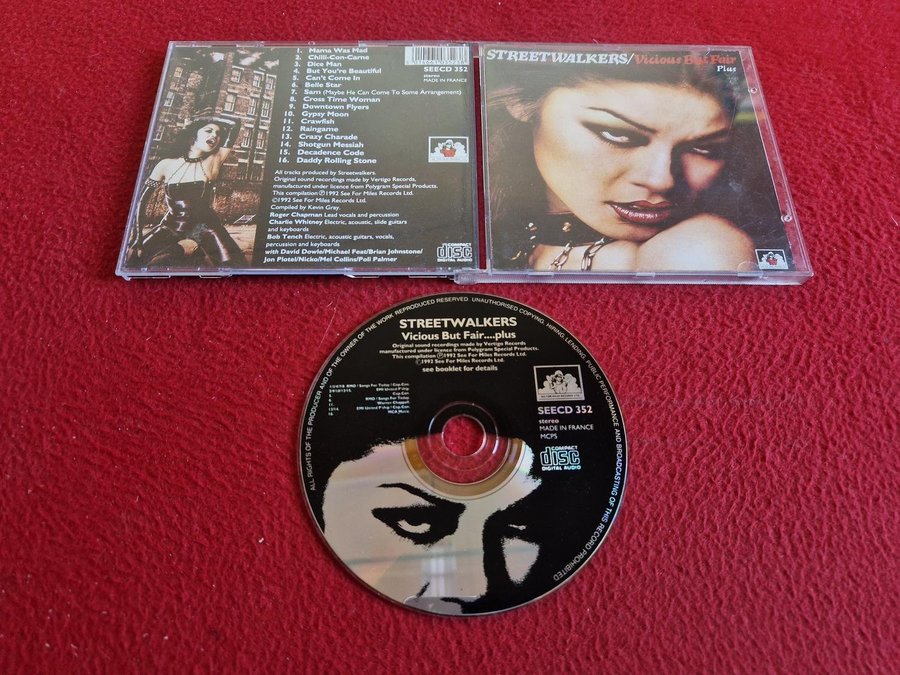 1. Mama Was Mad
2. Chilli-Con-Carne
3. Dice Man
4. But You're Beautiful
5. Can't Come In
6. Belle Star
7. Sam (Maybe He Can Come To Some Arrangement)
8. Cross Time Woman
9. Downtown Flyers
10. Gypsy Moon
11. Crawfish
12. Raingame
13. Crazy Charade
14. Shotgun Messiah
15. Decadence Code
16. Daddy Rolling Stone
SEECD 352
stereo
MADE IN FRANCE
All tracks produced by Streetwalkers.
Original sound recordings made by Vertigo Records,
manufactured under licence from Polygram Special Products.
This compilation ℗1992 See For Miles Records Ltd.
©1992 See For Miles Records Ltd.
Compiled by Kevin Gray.
Roger Chapman Lead vocals and percussion
Charlie Whitney Electric, acoustic, slide guitars
and keyboards
Bob Tench Electric, acoustic guitars, vocals,
percussion and keyboards
with David Dowle/Michael Feat/Brian Johnstone/
Jon Plotel/Nicko/Mel Collins/Poli Palmer
COMPACT
disc
DIGITAL AUDIO
STREETWALKERS/Vicious But Fair
Plus
ALL RIGHTS OF THE PRODUCER AND OF THE OWNER OF THE WORK REPRODUCED RESERVED. UNAUTHORISED COPYING, HIRING, LENDING, PUBLIC PERFORMANCE AND BROADCASTING OF THIS RECORD PROHIBITED
STREETWALKERS
Vicious But Fair....plus
Original sound recordings made by Vertigo Records
manufactured under licence from Polygram Special Products.
This compilation ℗1992 See For Miles Records Ltd.
©1992 See For Miles Records Ltd.
see booklet for details
SEECD 352
stereo
MADE IN FRANCE
MCPS
COMPACT
disc
DIGITAL AUDIO